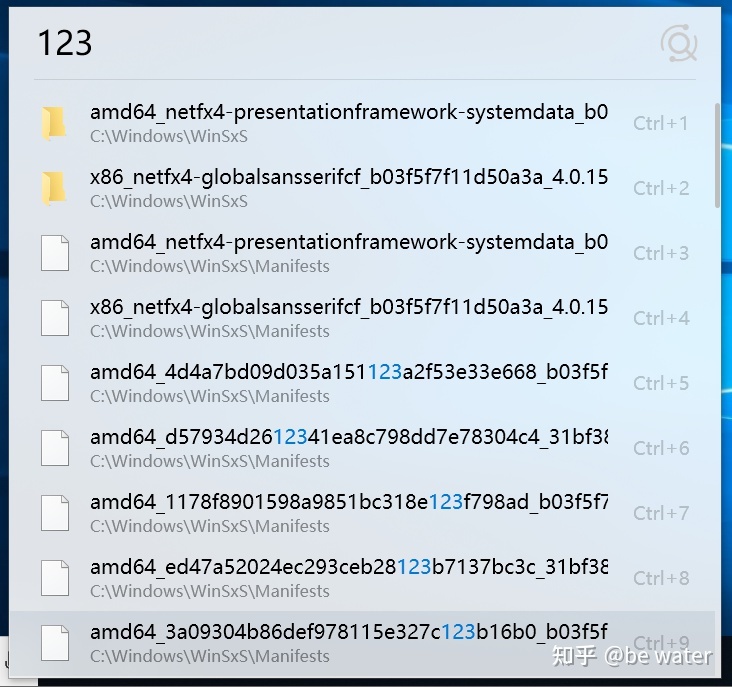 123
amd64_netfx4-presentationframework-systemdata_b0
Ctrl+1
C:\Windows\WinSxS
x86_netfx4-globalsansserifcf_b03f5f7f11d50a3a_4.0.15
Ctrl+2
C:\Windows\WinSxS
amd64_netfx4-presentationframework-systemdata_b0
Ctrl+3
C:\Windows\WinSxS\Manifests
x86_netfx4-globalsansserifcf_b03f5f7f11d50a3a_4.0.15
Ctrl+4
C:\Windows\WinSxS\Manifests
amd64_4d4a7bd09d035a151123a2f53e33e668_b03f5f
Ctrl+5
C:\Windows\WinSxS\Manifests
amd64_d57934d2612341ea8c798dd7e78304c4_31bf38
Ctrl+6
C:\Windows\WinSxS\Manifests
amd64_1178f8901598a9851bc318e123f798ad_b03f5f7
Ctrl+7
C:\Windows\WinSxS\Manifests
amd64_ed47a52024ec293ceb28123b7137bc3c_31bf38
Ctrl+8
C:\Windows\WinSxS\Manifests
amd64_3a09304b86def978115e327c123b16b0_b03f5f
Ctrl+9
C:\Windows\WinSxS\Manifests
知乎 @be water